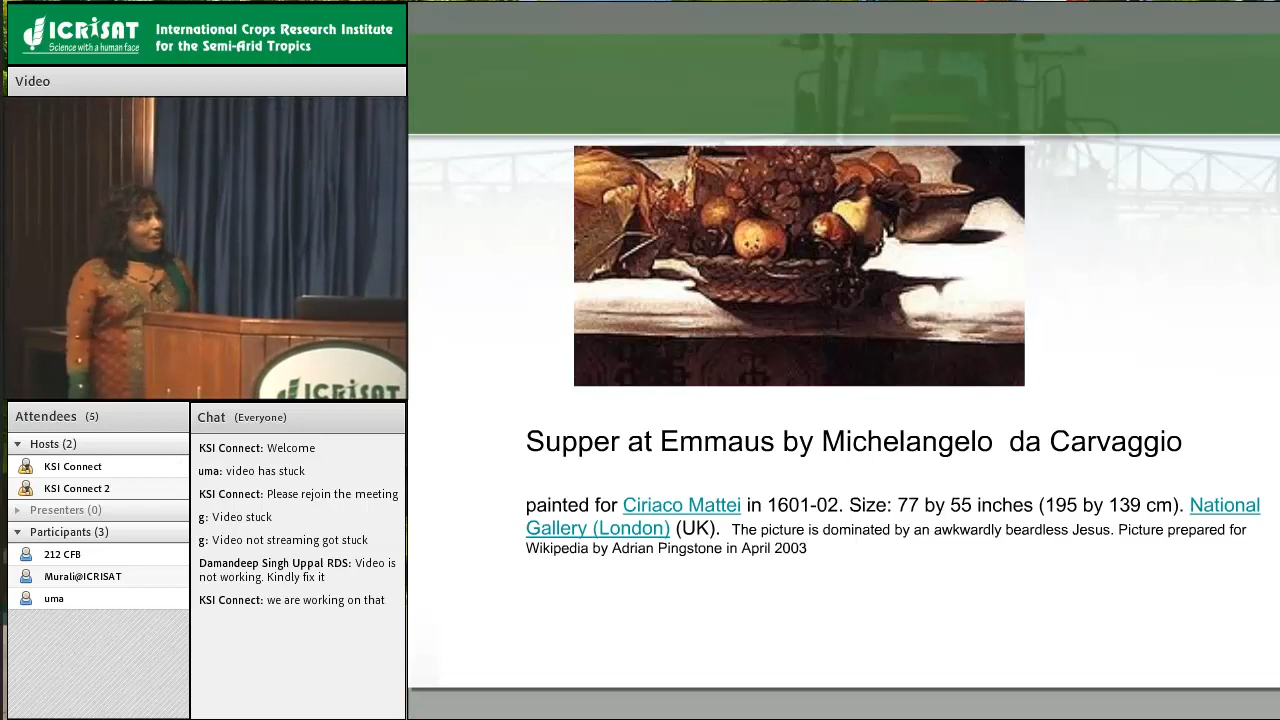 ICRISAT
Science with a human face
International Crops Research Institute
for the Semi-Arid Tropics
Video
ICRISAT
Attendees (5)
Hosts (2)
KSI Connect
KSI Connect 2
Presenters (0)
Participants (3)
212 CFB
Murali@ICRISAT
uma
Chat (Everyone)
KSI Connect: Welcome
uma: video has stuck
KSI Connect: Please rejoin the meeting
g: Video stuck
g: Video not streaming got stuck
Damandeep Singh Uppal RDS: Video is
not working. Kindly fix it
KSI Connect: we are working on that
Supper at Emmaus by Michelangelo da Carvaggio
painted for Ciriaco Mattei in 1601-02. Size: 77 by 55 inches (195 by 139 cm). National
Gallery (London) (UK). The picture is dominated by an awkwardly beardless Jesus. Picture prepared for
Wikipedia by Adrian Pingstone in April 2003